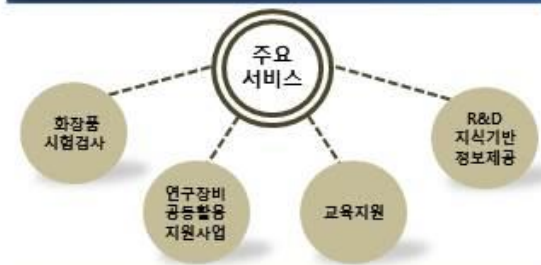 주요
서비스
화장품
시험검사
연구장비
공동활용
지원사업
교육지원
R&D
지식기반
정보제공